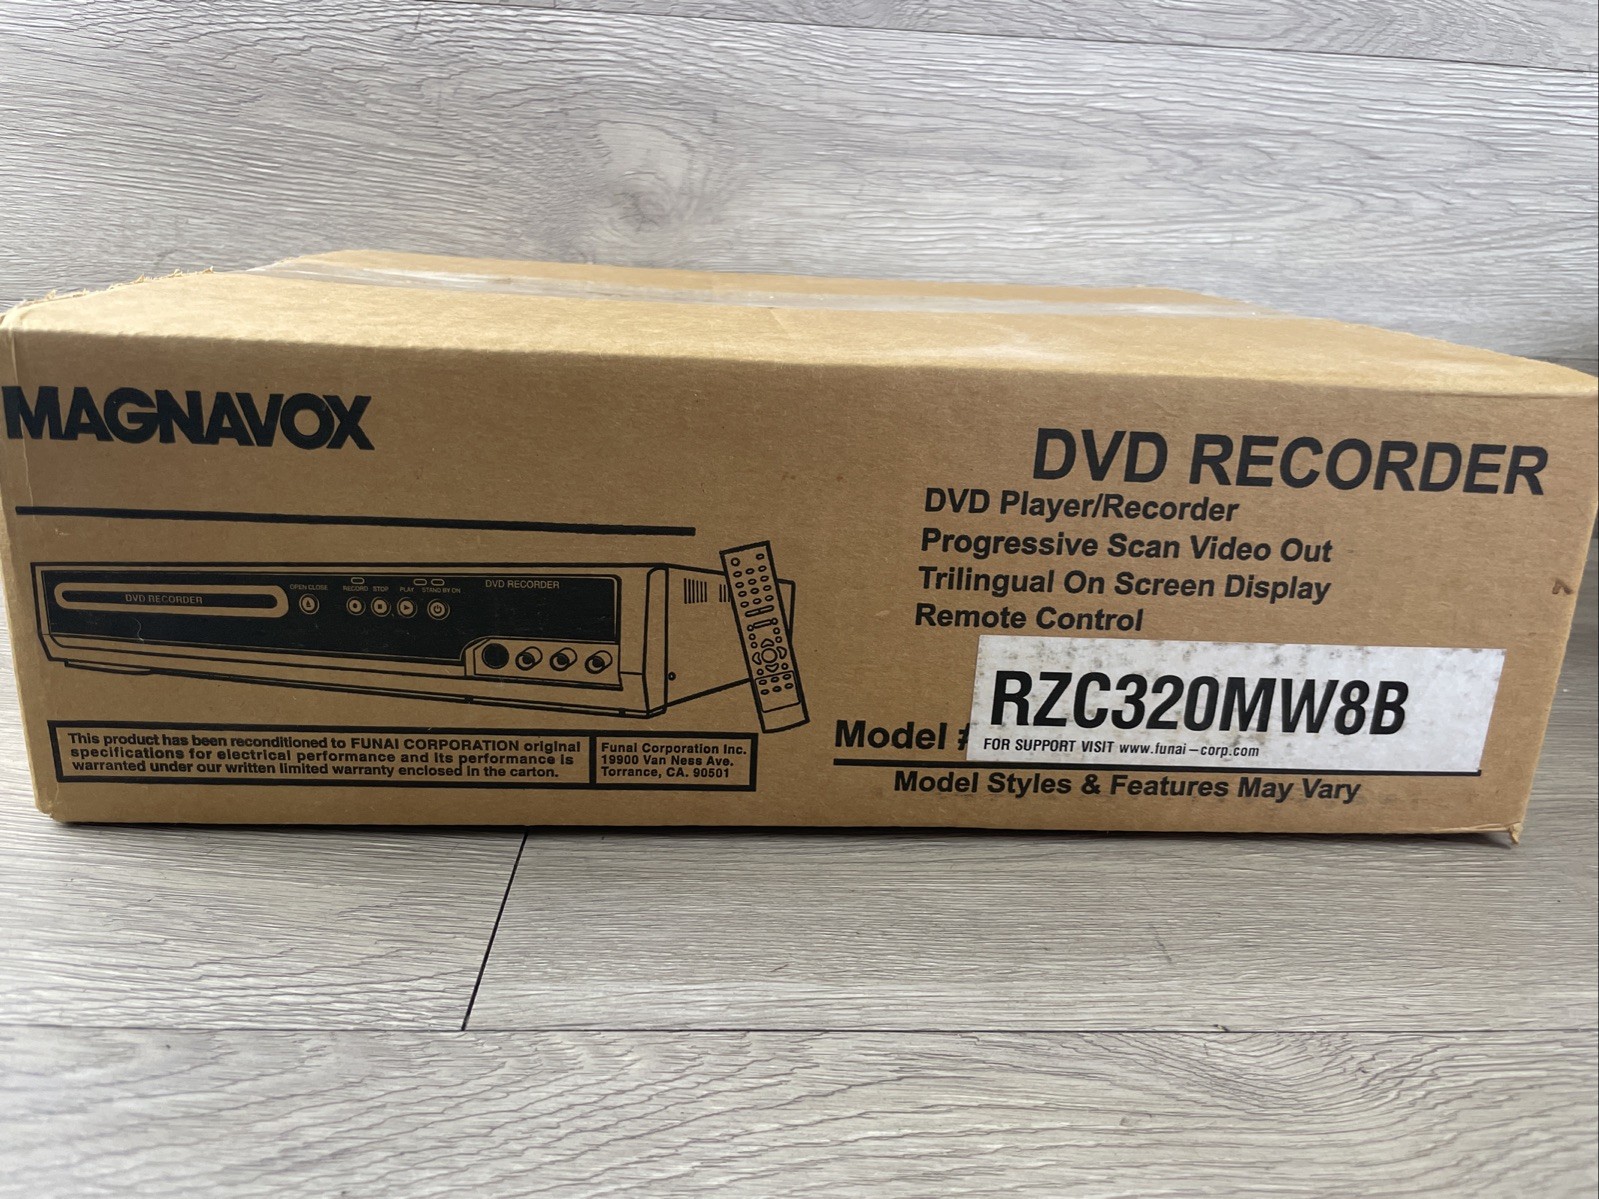 MAGNAVOX
DVD RECORDER
DVD Player/Recorder
Progressive Scan Video Out
Trilingual On Screen Display
Remote Control
DVD RECORDER
OPEN CLOSE
RECORD STOP PLAY STAND BY ON
DVD RECORDER
Model #
RZC320MW8B
FOR SUPPORT VISIT www.funai-corp.com
Model Styles & Features May Vary
This product has been reconditioned to FUNAI CORPORATION original
specifications for electrical performance and its performance is
warranted under our written limited warranty enclosed in the carton.
Funai Corporation Inc.
19900 Van Ness Ave.
Torrance, CA. 90501